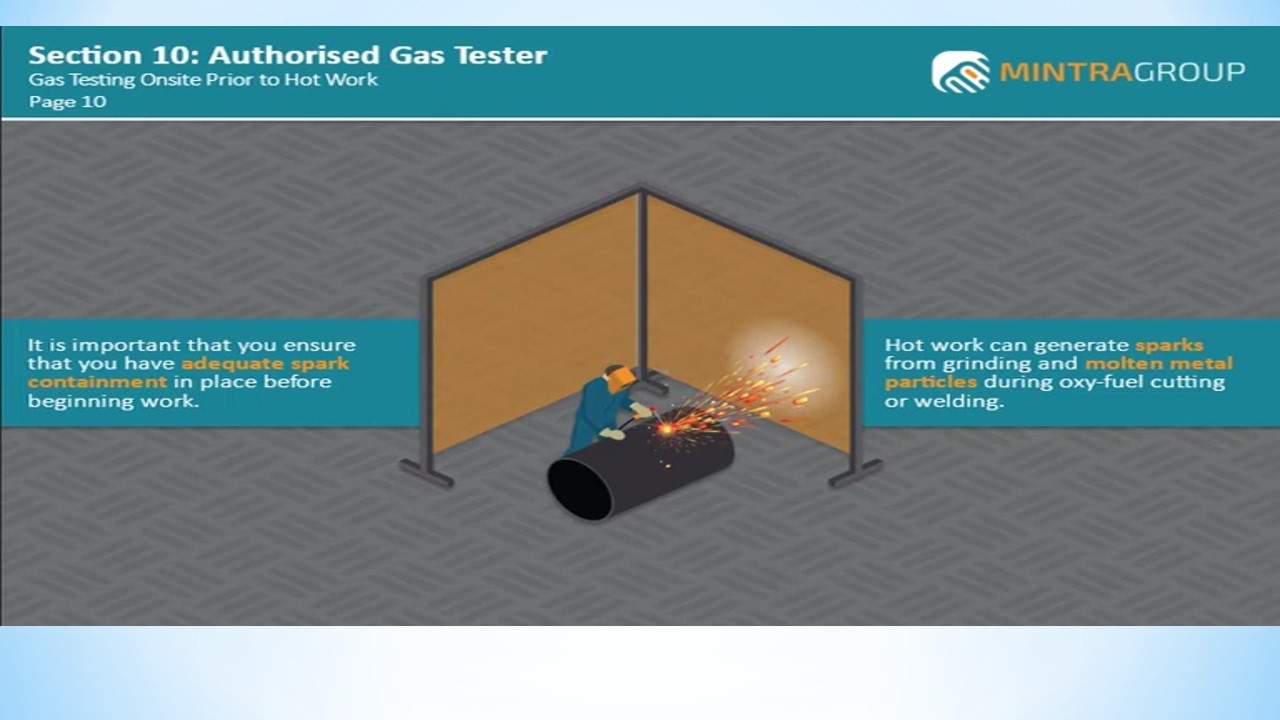 Section 10: Authorised Gas Tester
Gas Testing Onsite Prior to Hot Work
Page 10
MINTRAGROUP
It is important that you ensure
that you have adequate spark
containment in place before
beginning work.
Hot work can generate sparks
from grinding and molten metal
particles during oxy-fuel cutting
or welding.